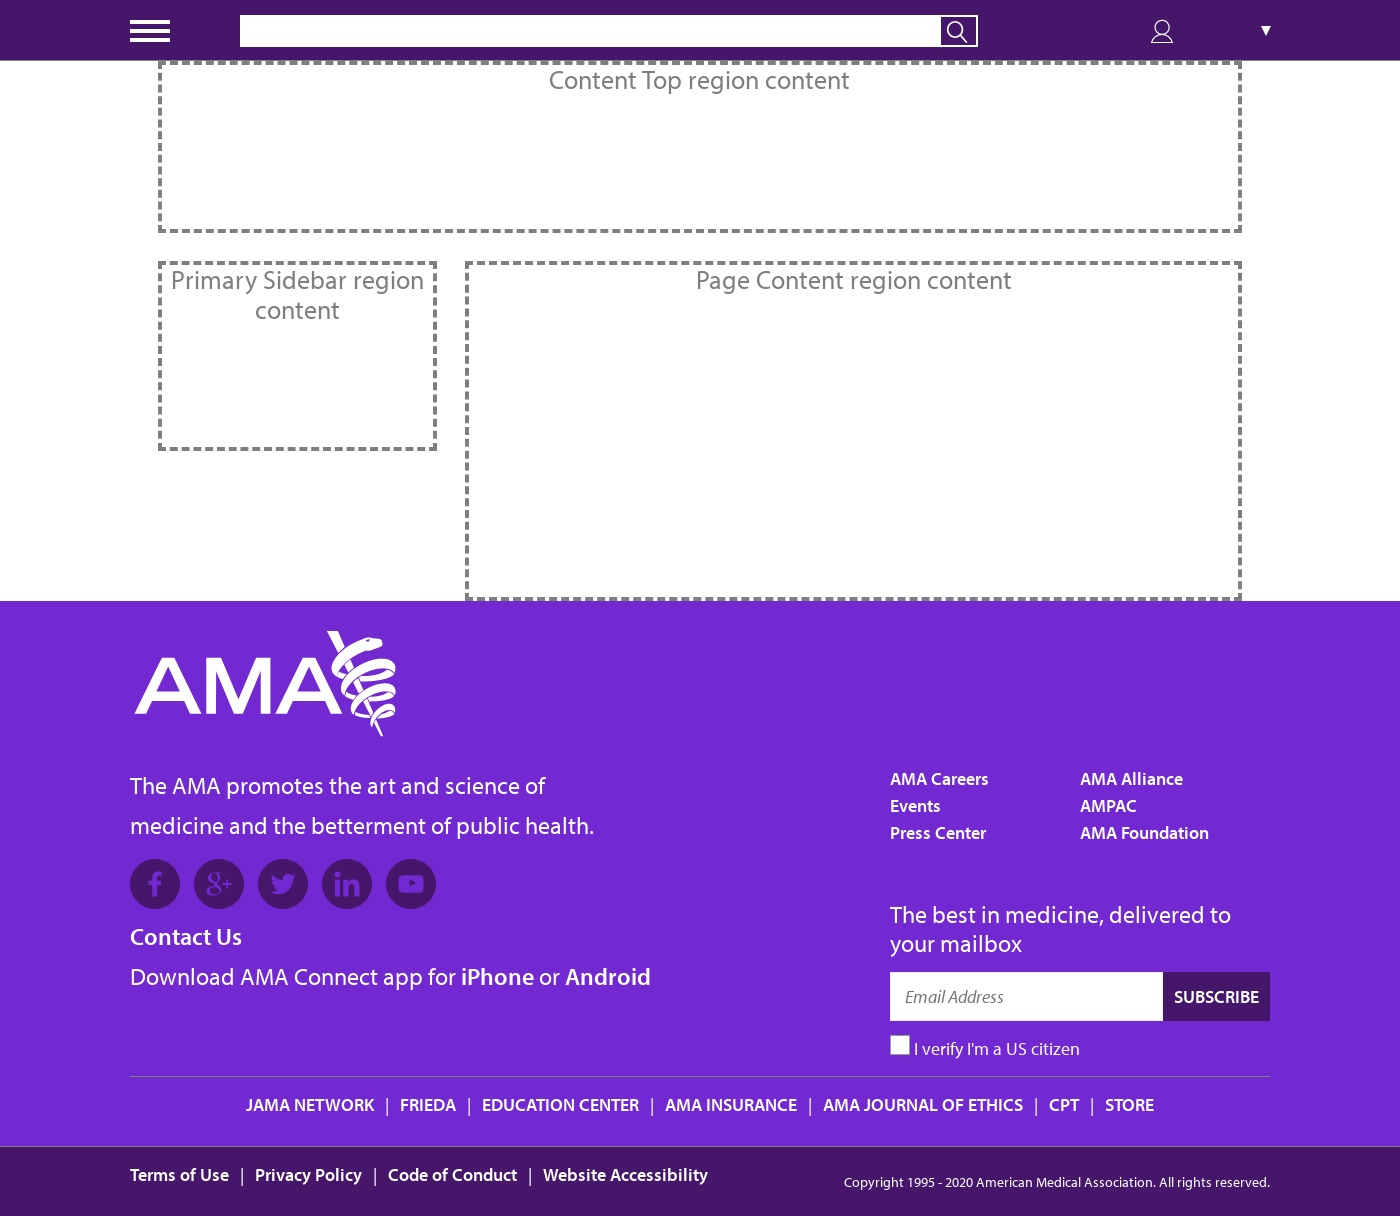 Content Top region content
Primary Sidebar region
content
Page Content region content
AMA
The AMA promotes the art and science of
medicine and the betterment of public health.
Contact Us
Download AMA Connect app for iPhone or Android
AMA Careers
Events
Press Center
AMA Alliance
AMPAC
AMA Foundation
The best in medicine, delivered to
your mailbox
Email Address
SUBSCRIBE
I verify I'm a US citizen
JAMA NETWORK | FRIEDA | EDUCATION CENTER | AMA INSURANCE | AMA JOURNAL OF ETHICS | CPT | STORE
Terms of Use | Privacy Policy | Code of Conduct | Website Accessibility
Copyright 1995 - 2020 American Medical Association. All rights reserved.